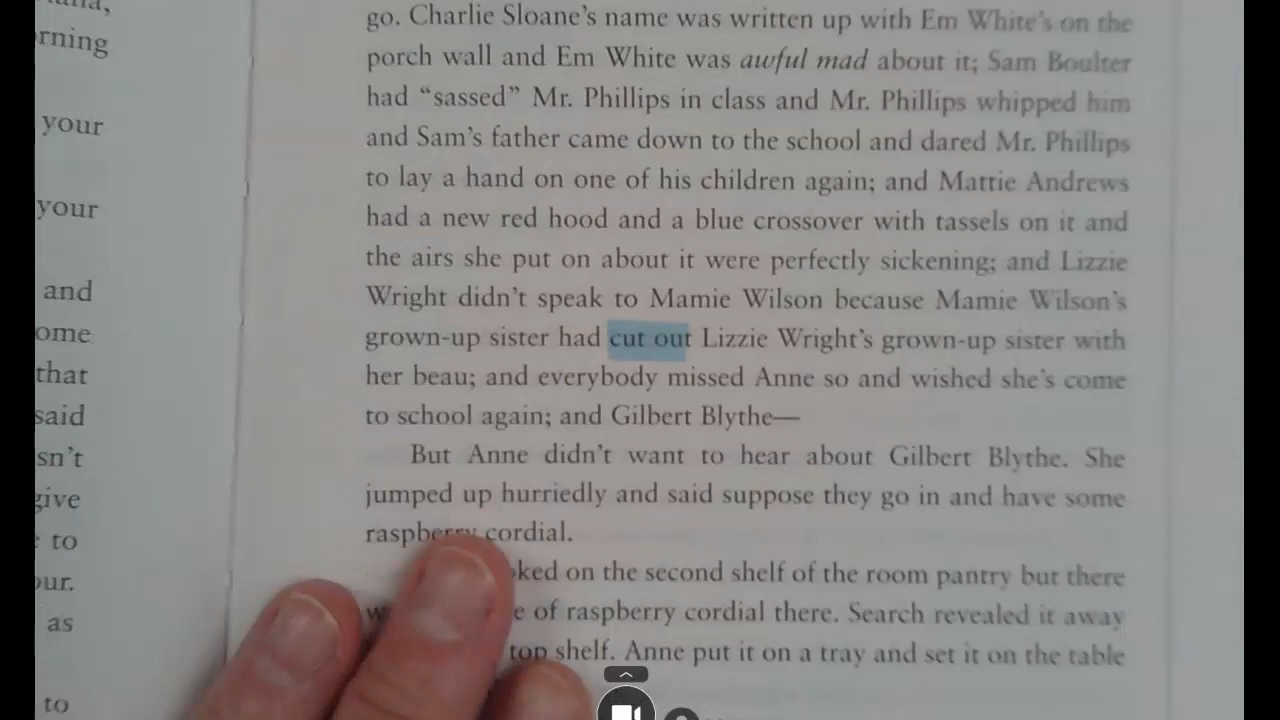 ana,
rning
your
your
and
ome
that
said
sn't
give
to
our.
as
to
go. Charlie Sloane's name was written up with Em White's on the
porch wall and Em White was awful mad about it; Sam Boulter
had “sassed” Mr. Phillips in class and Mr. Phillips whipped him
and Sam's father came down to the school and dared Mr. Phillips
to lay a hand on one of his children again; and Mattie Andrews
had a new red hood and a blue crossover with tassels on it and
the airs she put on about it were perfectly sickening; and Lizzie
Wright didn't speak to Mamie Wilson because Mamie Wilson's
grown-up sister had cut out Lizzie Wright's grown-up sister with
her beau; and everybody missed Anne so and wished she's come
to school again; and Gilbert Blythe—
But Anne didn't want to hear about Gilbert Blythe. She
jumped up hurriedly and said suppose they go in and have some
raspberry cordial.
oked on the second shelf of the room pantry but there
of raspberry cordial there. Search revealed it away
top shelf. Anne put it on a tray and set it on the table